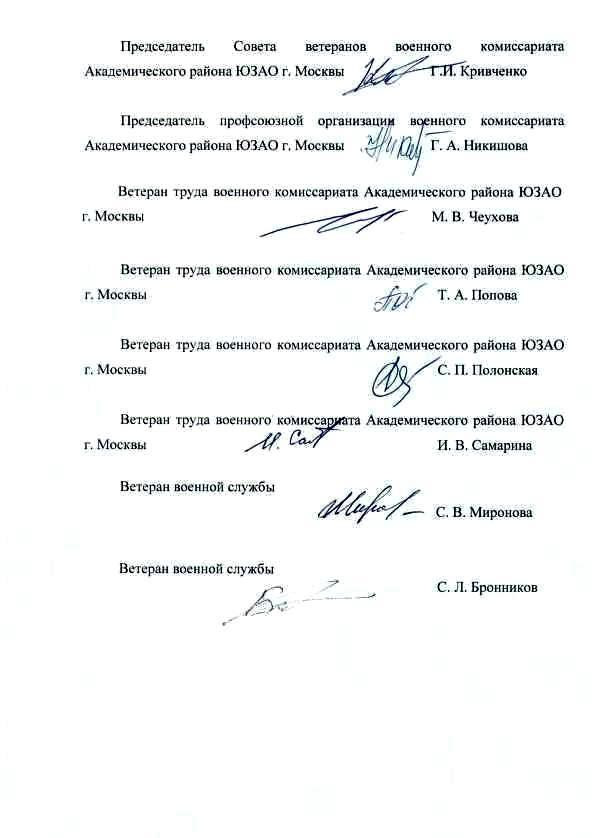 Председатель Совета ветеранов военного комиссариата
Академического района ЮЗАО г. Москвы Г.И. Кривченко
Председатель профсоюзной организации военного комиссариата
Академического района ЮЗАО г. Москвы Г. А. Никишова
Ветеран труда военного комиссариата Академического района ЮЗАО
г. Москвы М. В. Чеухова
Ветеран труда военного комиссариата Академического района ЮЗАО
г. Москвы Т. А. Попова
Ветеран труда военного комиссариата Академического района ЮЗАО
г. Москвы С. П. Полонская
Ветеран труда военного комиссариата Академического района ЮЗАО
г. Москвы И. В. Самарина
Ветеран военной службы
С. В. Миронова
Ветеран военной службы
С. Л. Бронников